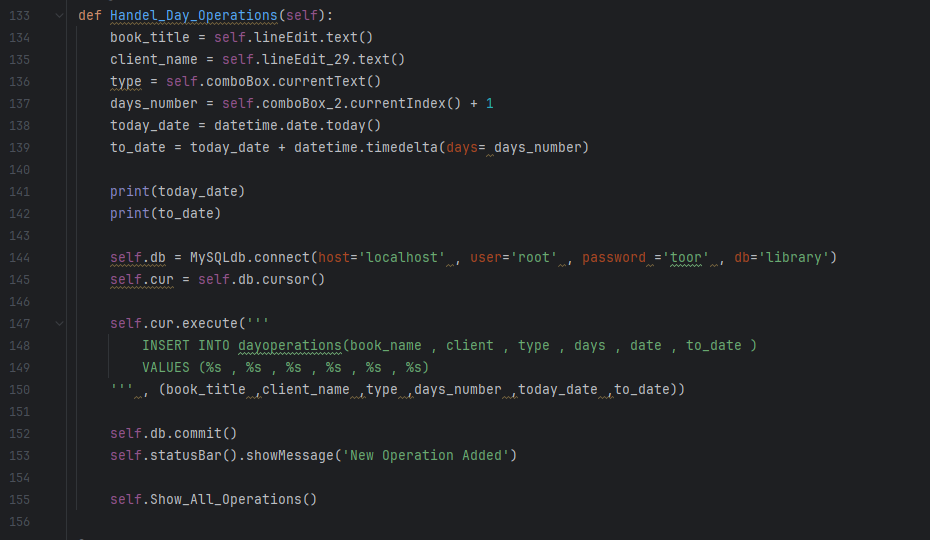 133 def Handel_Day_Operations(self):
134 book_title = self.lineEdit.text()
135 client_name = self.lineEdit_29.text()
136 type = self.comboBox.currentText()
137 days_number = self.comboBox_2.currentIndex() + 1
138 today_date = datetime.date.today()
139 to_date = today_date + datetime.timedelta(days= days_number)
140
141 print(today_date)
142 print(to_date)
143
144 self.db = MySQLdb.connect(host='localhost' , user='root' , password ='toor' , db='library')
145 self.cur = self.db.cursor()
146
147 self.cur.execute('''
148 INSERT INTO dayoperations(book_name , client , type , days , date , to_date )
149 VALUES (%s , %s , %s , %s , %s , %s)
150 ''' , (book_title ,client_name ,type ,days_number ,today_date ,to_date))
151
152 self.db.commit()
153 self.statusBar().showMessage('New Operation Added')
154
155 self.Show_All_Operations()
156